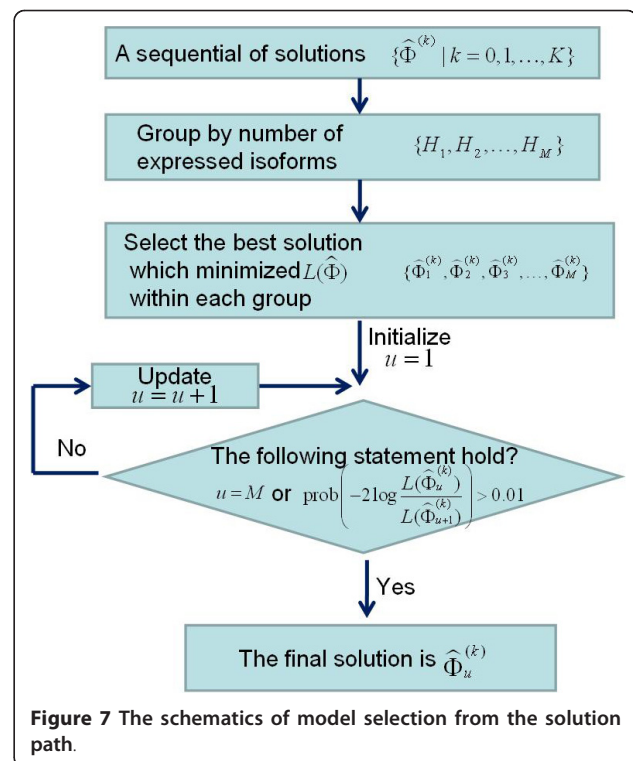 A sequential of solutions {Φ̂^(k) | k = 0,1,…,K}
Group by number of
expressed isoforms {H_1, H_2, …, H_M}
Select the best solution
which minimized L(Φ̂) {Φ̂_1^(k), Φ̂_2^(k), Φ̂_3^(k), …, Φ̂_M^(k)}
within each group
Initialize
u = 1
Update
u = u + 1
No
The following statement hold?
u = M or prob(-2log L(Φ̂_u^(k)) / L(Φ̂_{u+1}^(k))) > 0.01
Yes
The final solution is Φ̂_u^(k)
Figure 7 The schematics of model selection from the solution
path.